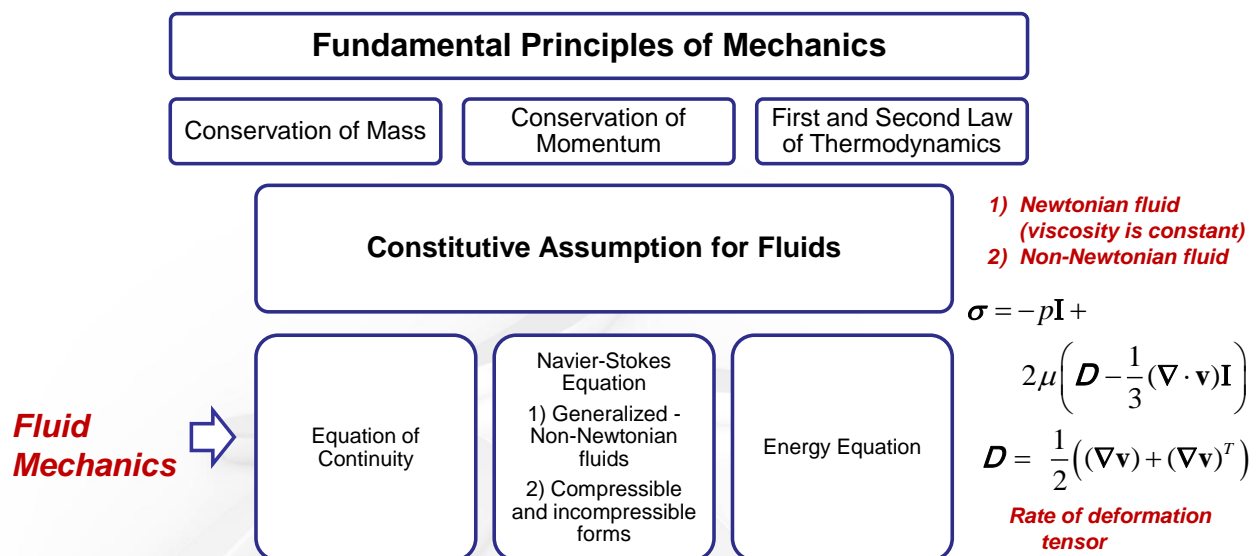 Fundamental Principles of Mechanics
Conservation of Mass
Conservation of
Momentum
First and Second Law
of Thermodynamics
Constitutive Assumption for Fluids
1) Newtonian fluid
(viscosity is constant)
2) Non-Newtonian fluid
σ = −pI +
2μ(D − 1/3(∇ · v)I)
D = 1/2((∇v) + (∇v)^T)
Rate of deformation
tensor
Fluid
Mechanics
Equation of
Continuity
Navier-Stokes
Equation
1) Generalized -
Non-Newtonian
fluids
2) Compressible
and incompressible
forms
Energy Equation